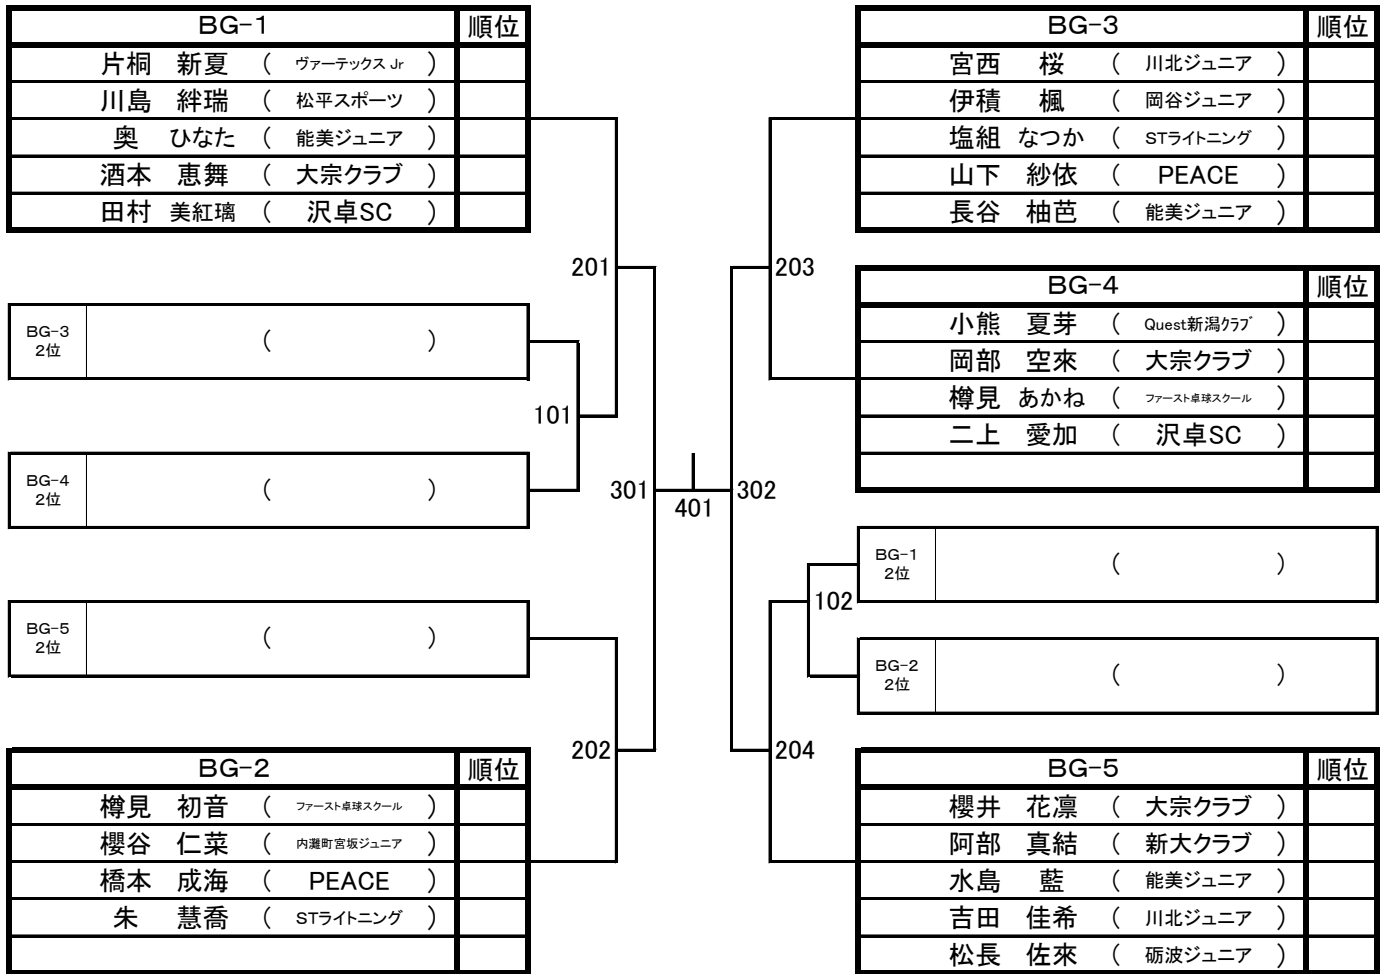 BG-1 順位
片桐 新夏 ( ヴァーテックス Jr )
川島 絆瑞 ( 松平スポーツ )
奥 ひなた ( 能美ジュニア )
酒本 恵舞 ( 大宗クラブ )
田村 美紅璃 ( 沢卓SC )
201
BG-3 
2位 ( )
101
BG-4
2位 ( )
301
BG-5
2位 ( )
202
BG-2 順位
樽見 初音 ( ファースト卓球スクール )
櫻谷 仁菜 ( 内灘町宮坂ジュニア )
橋本 成海 ( PEACE )
朱 慧喬 ( STライトニング )
401
BG-3 順位
宮西 桜 ( 川北ジュニア )
伊積 楓 ( 岡谷ジュニア )
塩組 なつか ( STライトニング )
山下 紗依 ( PEACE )
長谷 柚芭 ( 能美ジュニア )
203
BG-4 順位
小熊 夏芽 ( Quest新潟クラブ )
岡部 空來 ( 大宗クラブ )
樽見 あかね ( ファースト卓球スクール )
二上 愛加 ( 沢卓SC )
302
BG-1
2位 ( )
102
BG-2
2位 ( )
204
BG-5 順位
櫻井 花凛 ( 大宗クラブ )
阿部 真結 ( 新大クラブ )
水島 藍 ( 能美ジュニア )
吉田 佳希 ( 川北ジュニア )
松長 佐來 ( 砺波ジュニア )